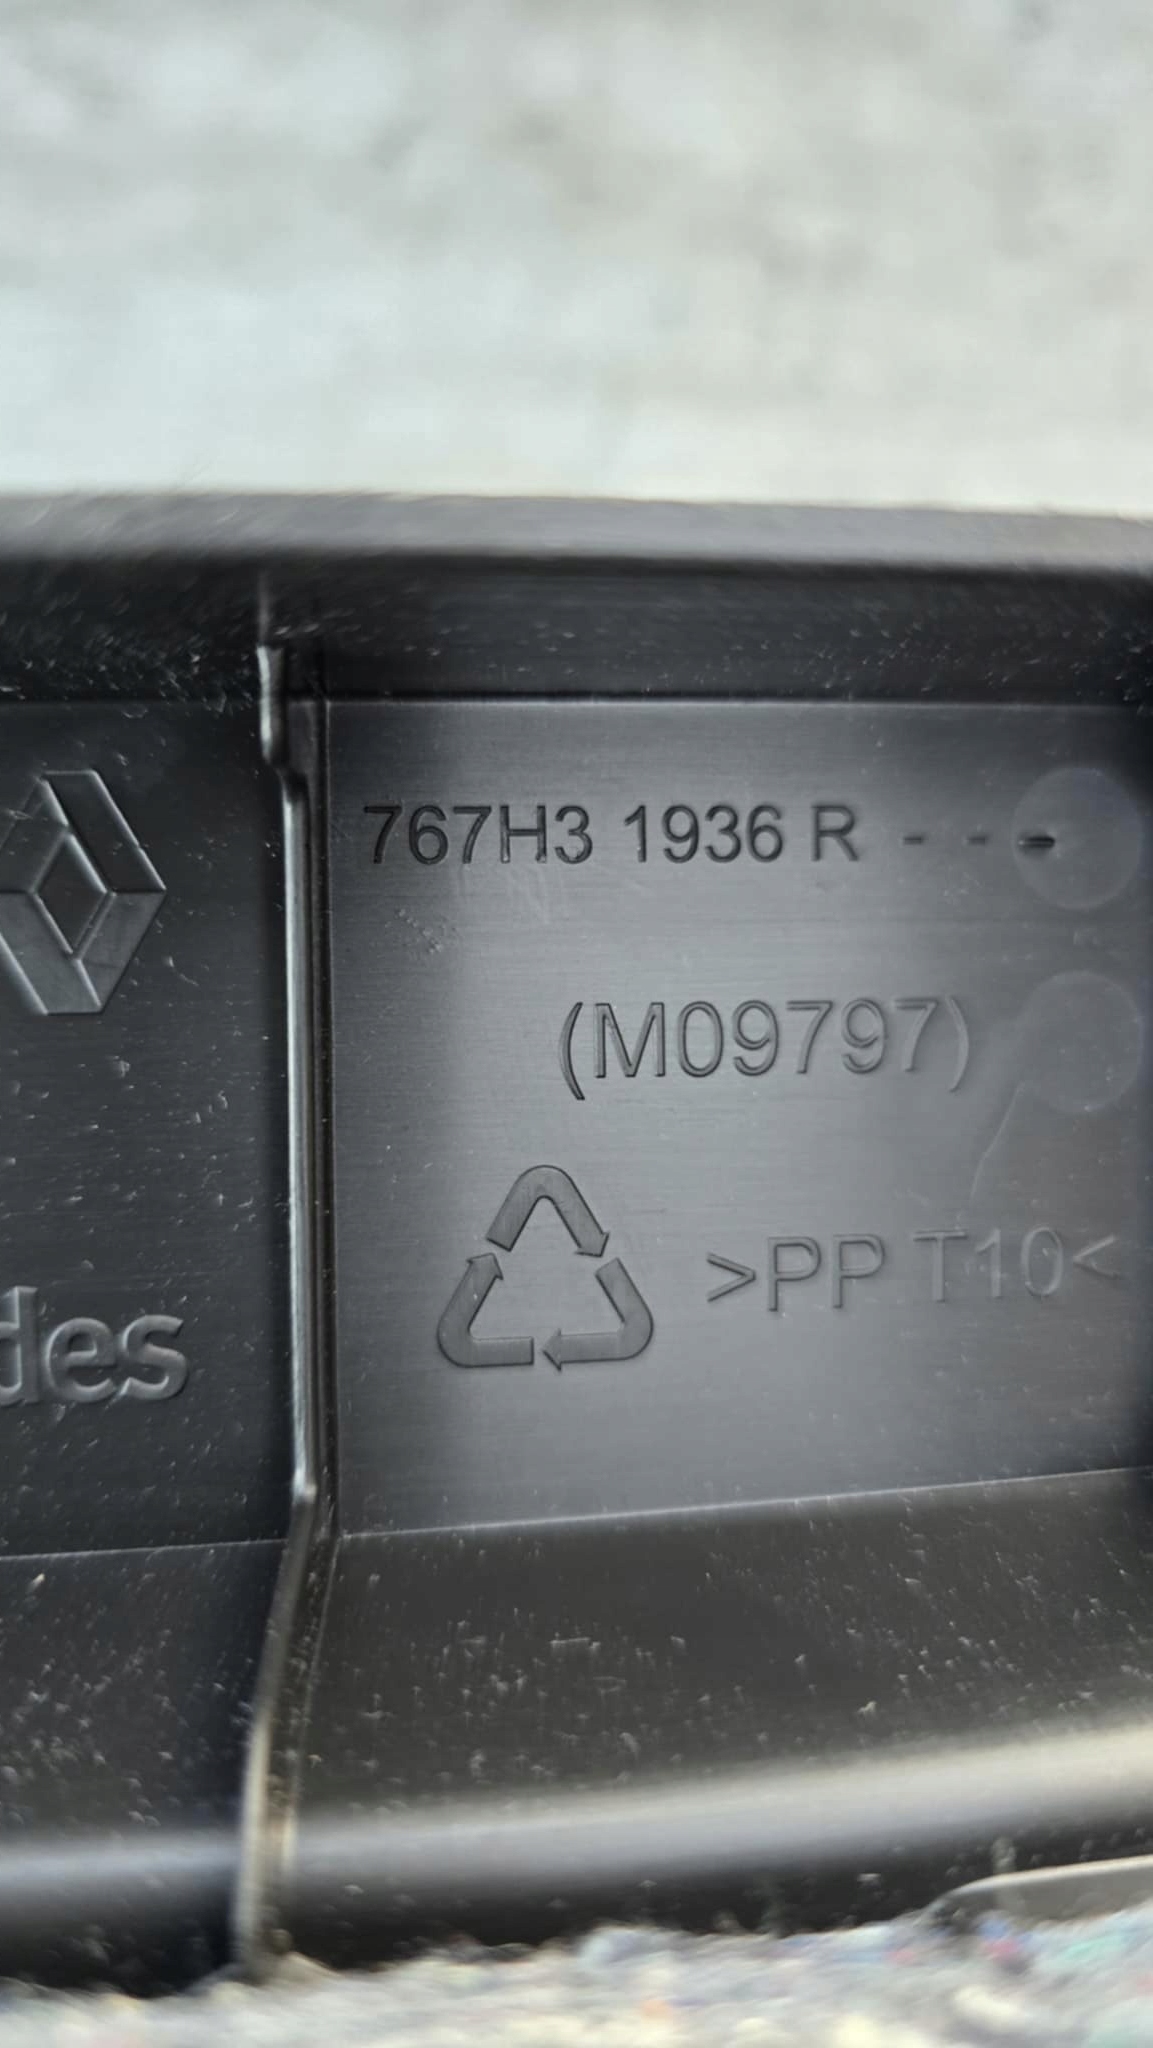 767H3 1936 R - - -
(M09797)
>PP T10<
des